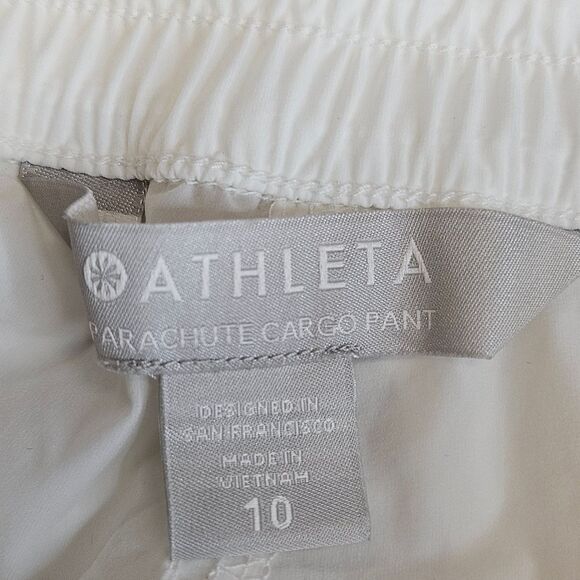 ATHLETA
PARACHUTE CARGO PANT
DESIGNED IN
SAN FRANCISCO
MADE IN
VIETNAM
10